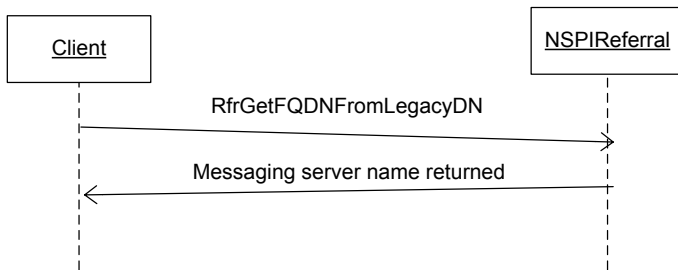 Client
NSPIReferral
RfrGetFQDNFromLegacyDN
Messaging server name returned